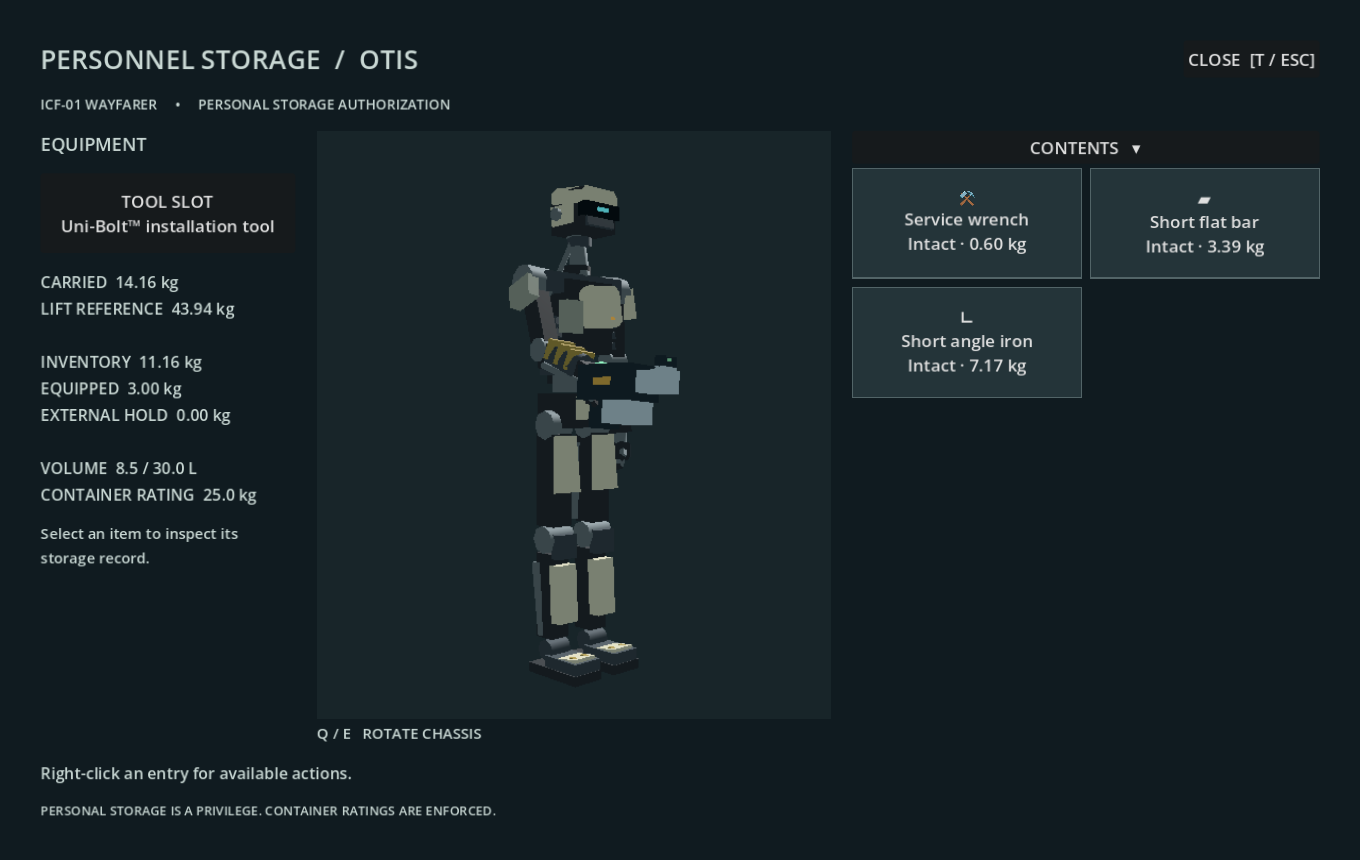 PERSONNEL STORAGE / OTIS
CLOSE [T / ESC]
ICF-01 WAYFARER • PERSONAL STORAGE AUTHORIZATION
EQUIPMENT
TOOL SLOT
Uni-Bolt™ installation tool
CARRIED 14.16 kg
LIFT REFERENCE 43.94 kg
INVENTORY 11.16 kg
EQUIPPED 3.00 kg
EXTERNAL HOLD 0.00 kg
VOLUME 8.5 / 30.0 L
CONTAINER RATING 25.0 kg
Select an item to inspect its
storage record.
Q / E ROTATE CHASSIS
CONTENTS ▼
Service wrench
Intact · 0.60 kg
Short flat bar
Intact · 3.39 kg
Short angle iron
Intact · 7.17 kg
Right-click an entry for available actions.
PERSONAL STORAGE IS A PRIVILEGE. CONTAINER RATINGS ARE ENFORCED.